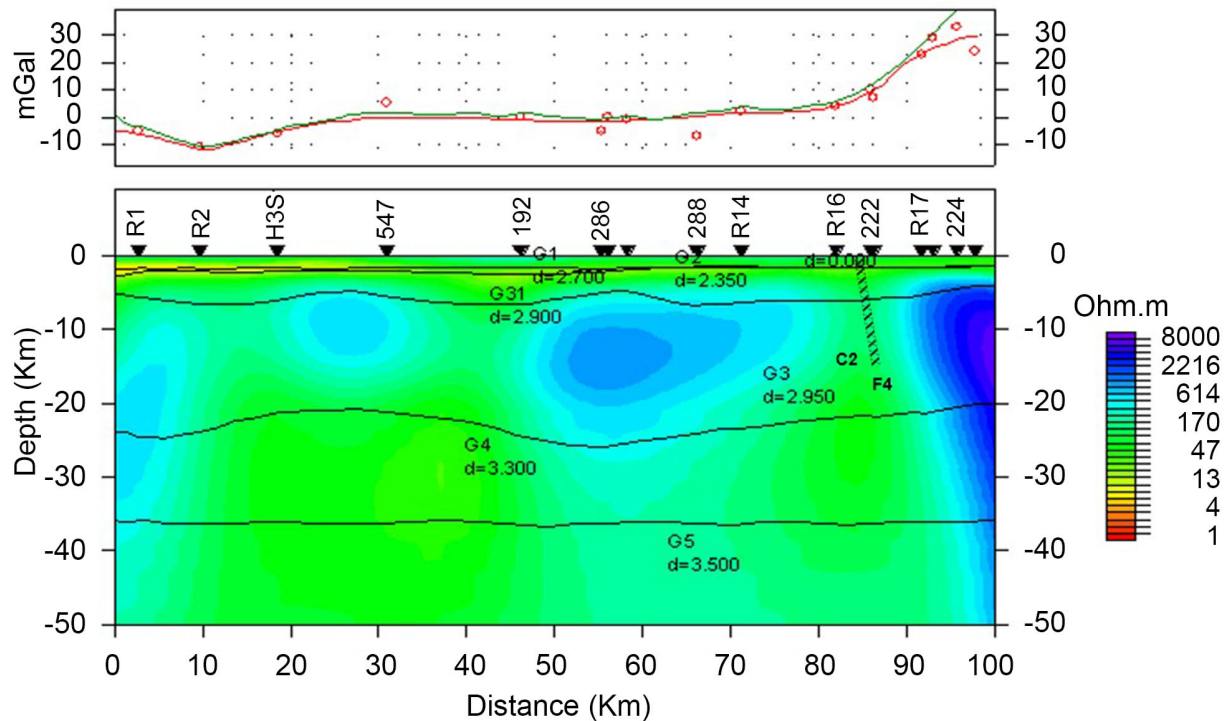 mGal
30 30
20 20
10 10
0 0
-10 -10
R1 R2 H3S' 547 192 286 288 R14 R16 222 R17 224
0 0
G1 G2 d=0.000
d=2.700 d=2.350
G31
d=2.900
-10 -10
C2
G3 F4
d=2.950
-20 -20
G4
d=3.300
-30 -30
G5
d=3.500
-40 -40
-50 -50
Depth (Km)
0 10 20 30 40 50 60 70 80 90 100
Distance (Km)
Ohm.m
8000
2216
614
170
47
13
4
1